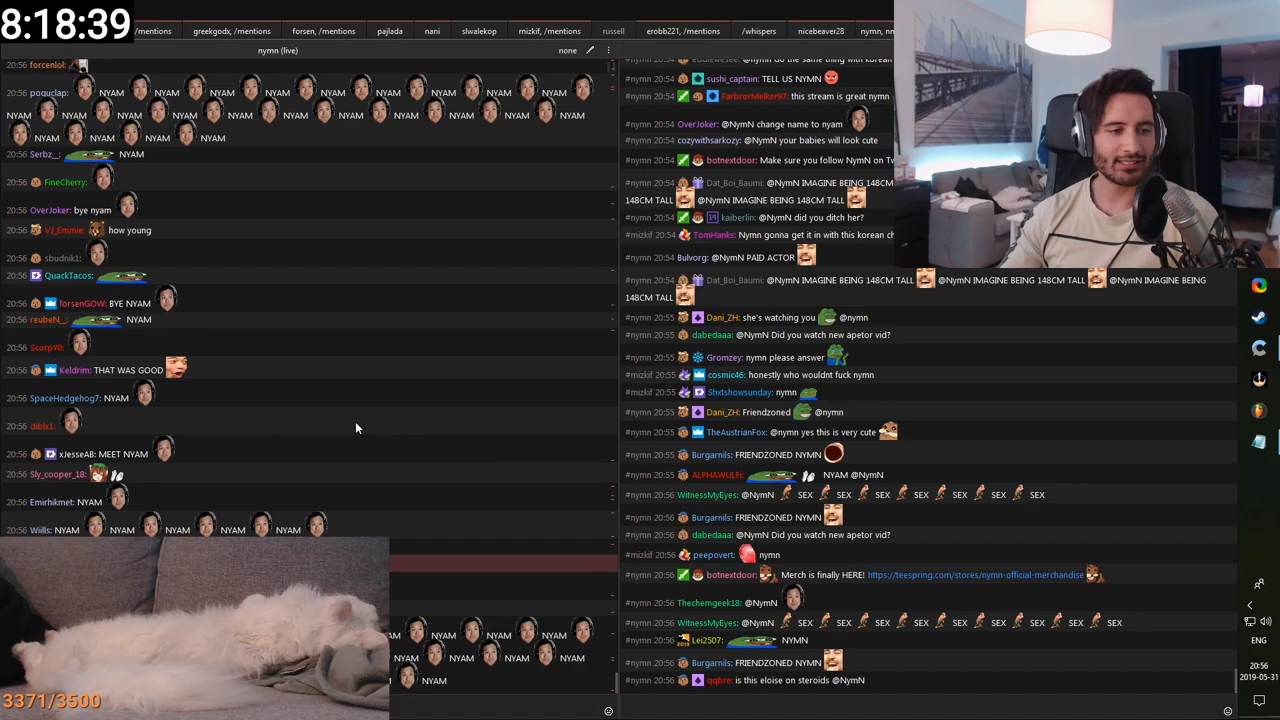 8:18:39
/mentions
greekgodx, /mentions
forsen, /mentions
pajlada
nani
slwalekop
mizkif, /mentions
russell
erobb221, /mentions
/whispers
nicebeaver28
nymn (live)
none
20:56 forcenlol:
20:56 poquclap: NYAM NYAM NYAM NYAM NYAM NYAM NYAM NYAM NYAM
NYAM NYAM NYAM NYAM NYAM NYAM NYAM NYAM NYAM NYAM NYAM
NYAM NYAM NYAM NYAM
20:56 Serbz_: NYAM
20:56 FineCherry:
20:56 OverJoker: bye nyam
20:56 VJ_Emmie: how young
20:56 sbudnik1:
20:56 QuackTacos:
20:56 forsenGOW: BYE NYAM
20:56 reubeN__: NYAM
20:56 ScorpY0:
20:56 Keldrim: THAT WAS GOOD
20:56 SpaceHedgehog7: NYAM
20:56 diblx1:
20:56 xJesseAB: MEET NYAM
20:56 Sly_cooper_18:
20:56 Emirhikmet: NYAM
20:56 Wiills: NYAM NYAM NYAM NYAM NYAM
NYAM NYAM NYAM
NYAM NYAM NYAM NYAM
NYAM
3371/3500
#nymn 20:54 sushi_captain: TELL US NYMN
#nymn 20:54 FarbrorMelker97: this stream is great nymn
#nymn 20:54 OverJoker: @NymN change name to nyam
#nymn 20:54 cozywithsarkozy: @NymN your babies will look cute
#nymn 20:54 botnextdoor: Make sure you follow NymN on Tw
#nymn 20:54 Dat_Boi_Baumi: @NymN IMAGINE BEING 148CM
148CM TALL @NymN IMAGINE BEING 148CM TALL
#nymn 20:54 kaiberlin: @NymN did you ditch her?
#mizkif 20:54 TomHanks: Nymn gonna get it in with this korean ch
#nymn 20:54 Bulvorg: @NymN PAID ACTOR
#nymn 20:54 Dat_Boi_Baumi: @NymN IMAGINE BEING 148CM TALL @NymN IMAGINE BEING 148CM TALL @NymN IMAGINE BEING
148CM TALL
#nymn 20:55 Dani_ZH: she's watching you @nymn
#nymn 20:55 dabedaaa: @NymN Did you watch new apetor vid?
#nymn 20:55 Gromzey: nymn please answer
#mizkif 20:55 cosmic46: honestly who wouldnt fuck nymn
#mizkif 20:55 Shxtshowsunday: nymn
#nymn 20:55 Dani_ZH: Friendzoned @nymn
#nymn 20:55 TheAustrianFox: @nymn yes this is very cute
#nymn 20:55 Burgarnils: FRIENDZONED NYMN
#nymn 20:55 ALPHAWULFi: NYAM @NymN
#nymn 20:56 WitnessMyEyes: @NymN SEX SEX SEX SEX SEX SEX SEX
#nymn 20:56 Burgarnils: FRIENDZONED NYMN
#nymn 20:56 dabedaaa: @NymN Did you watch new apetor vid?
#mizkif 20:56 peepovert: nymn
#nymn 20:56 botnextdoor: Merch is finally HERE! https://teespring.com/stores/nymn-official-merchandise
#nymn 20:56 Thechemgeek18: @NymN
#nymn 20:56 WitnessMyEyes: @NymN SEX SEX SEX SEX SEX SEX SEX SEX SEX
#nymn 20:56 Lei2507: NYMN
#nymn 20:56 Burgarnils: FRIENDZONED NYMN
#nymn 20:56 qqbre: is this eloise on steroids @NymN
ENG
20:56
2019-05-31